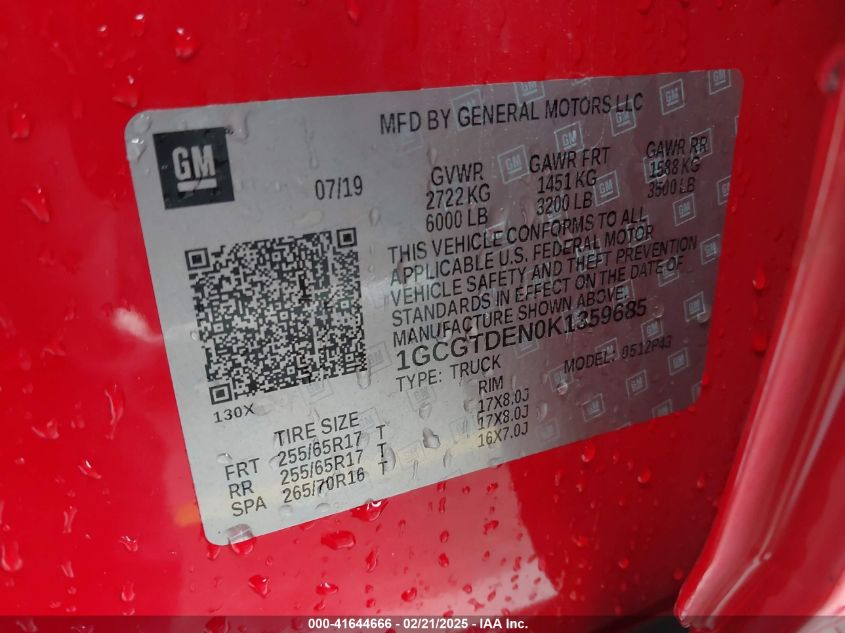 MFD BY GENERAL MOTORS LLC
GM
07/19
GVWR GAWR FRT GAWR RR
2722 KG 1451 KG 1588 KG
6000 LB 3200 LB 3500 LB
THIS VEHICLE CONFORMS TO ALL
APPLICABLE U.S. FEDERAL MOTOR
VEHICLE SAFETY AND THEFT PREVENTION
STANDARDS IN EFFECT ON THE DATE OF
MANUFACTURE SHOWN ABOVE.
1GCGTDEN0K1359685
TYPE: TRUCK MODEL: 0512P43
130X
TIRE SIZE RIM
FRT 255/65R17 T 17X8.0J
RR 255/65R17 T 17X8.0J
SPA 265/70R16 T 16X7.0J
000-41644666 - 02/21/2025 - IAA Inc.